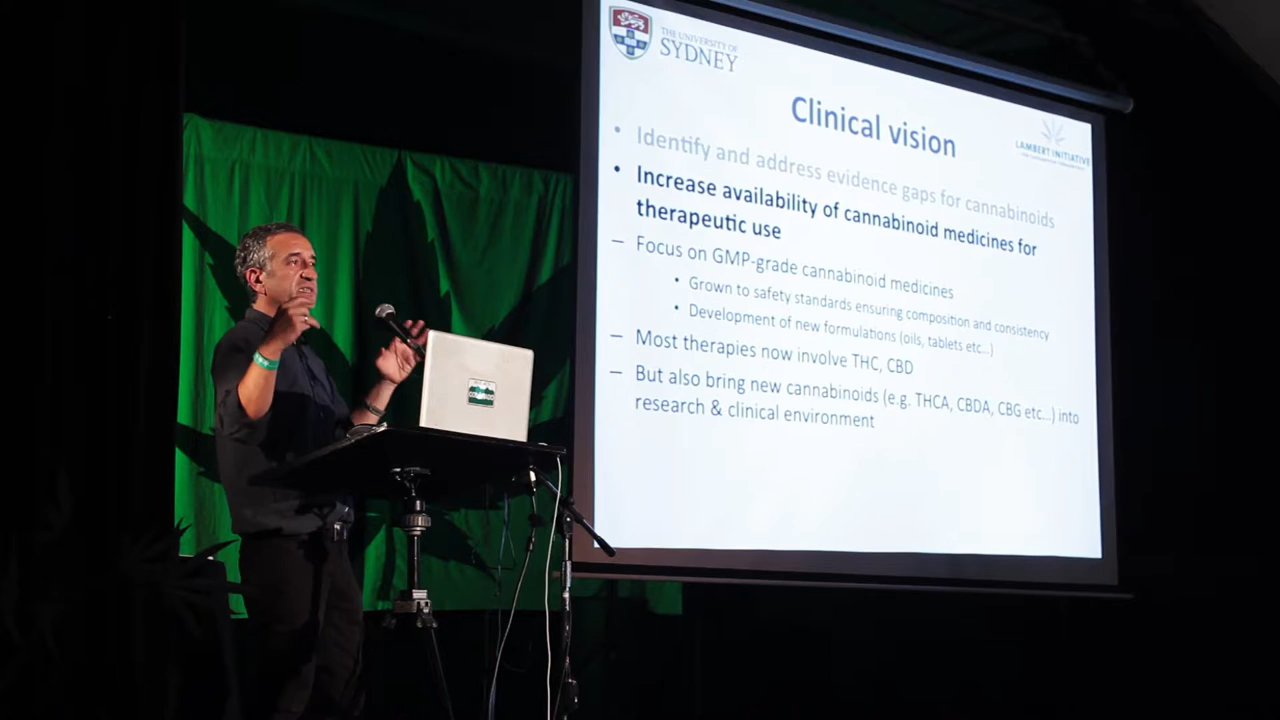 THE UNIVERSITY OF
SYDNEY
Clinical vision
LAMBERT INITIATIVE
• Identify and address evidence gaps for cannabinoids
• Increase availability of cannabinoid medicines for
therapeutic use
– Focus on GMP-grade cannabinoid medicines
• Grown to safety standards ensuring composition and consistency
• Development of new formulations (oils, tablets etc...)
– Most therapies now involve THC, CBD
– But also bring new cannabinoids (e.g. THCA, CBDA, CBG etc...) into
research & clinical environment